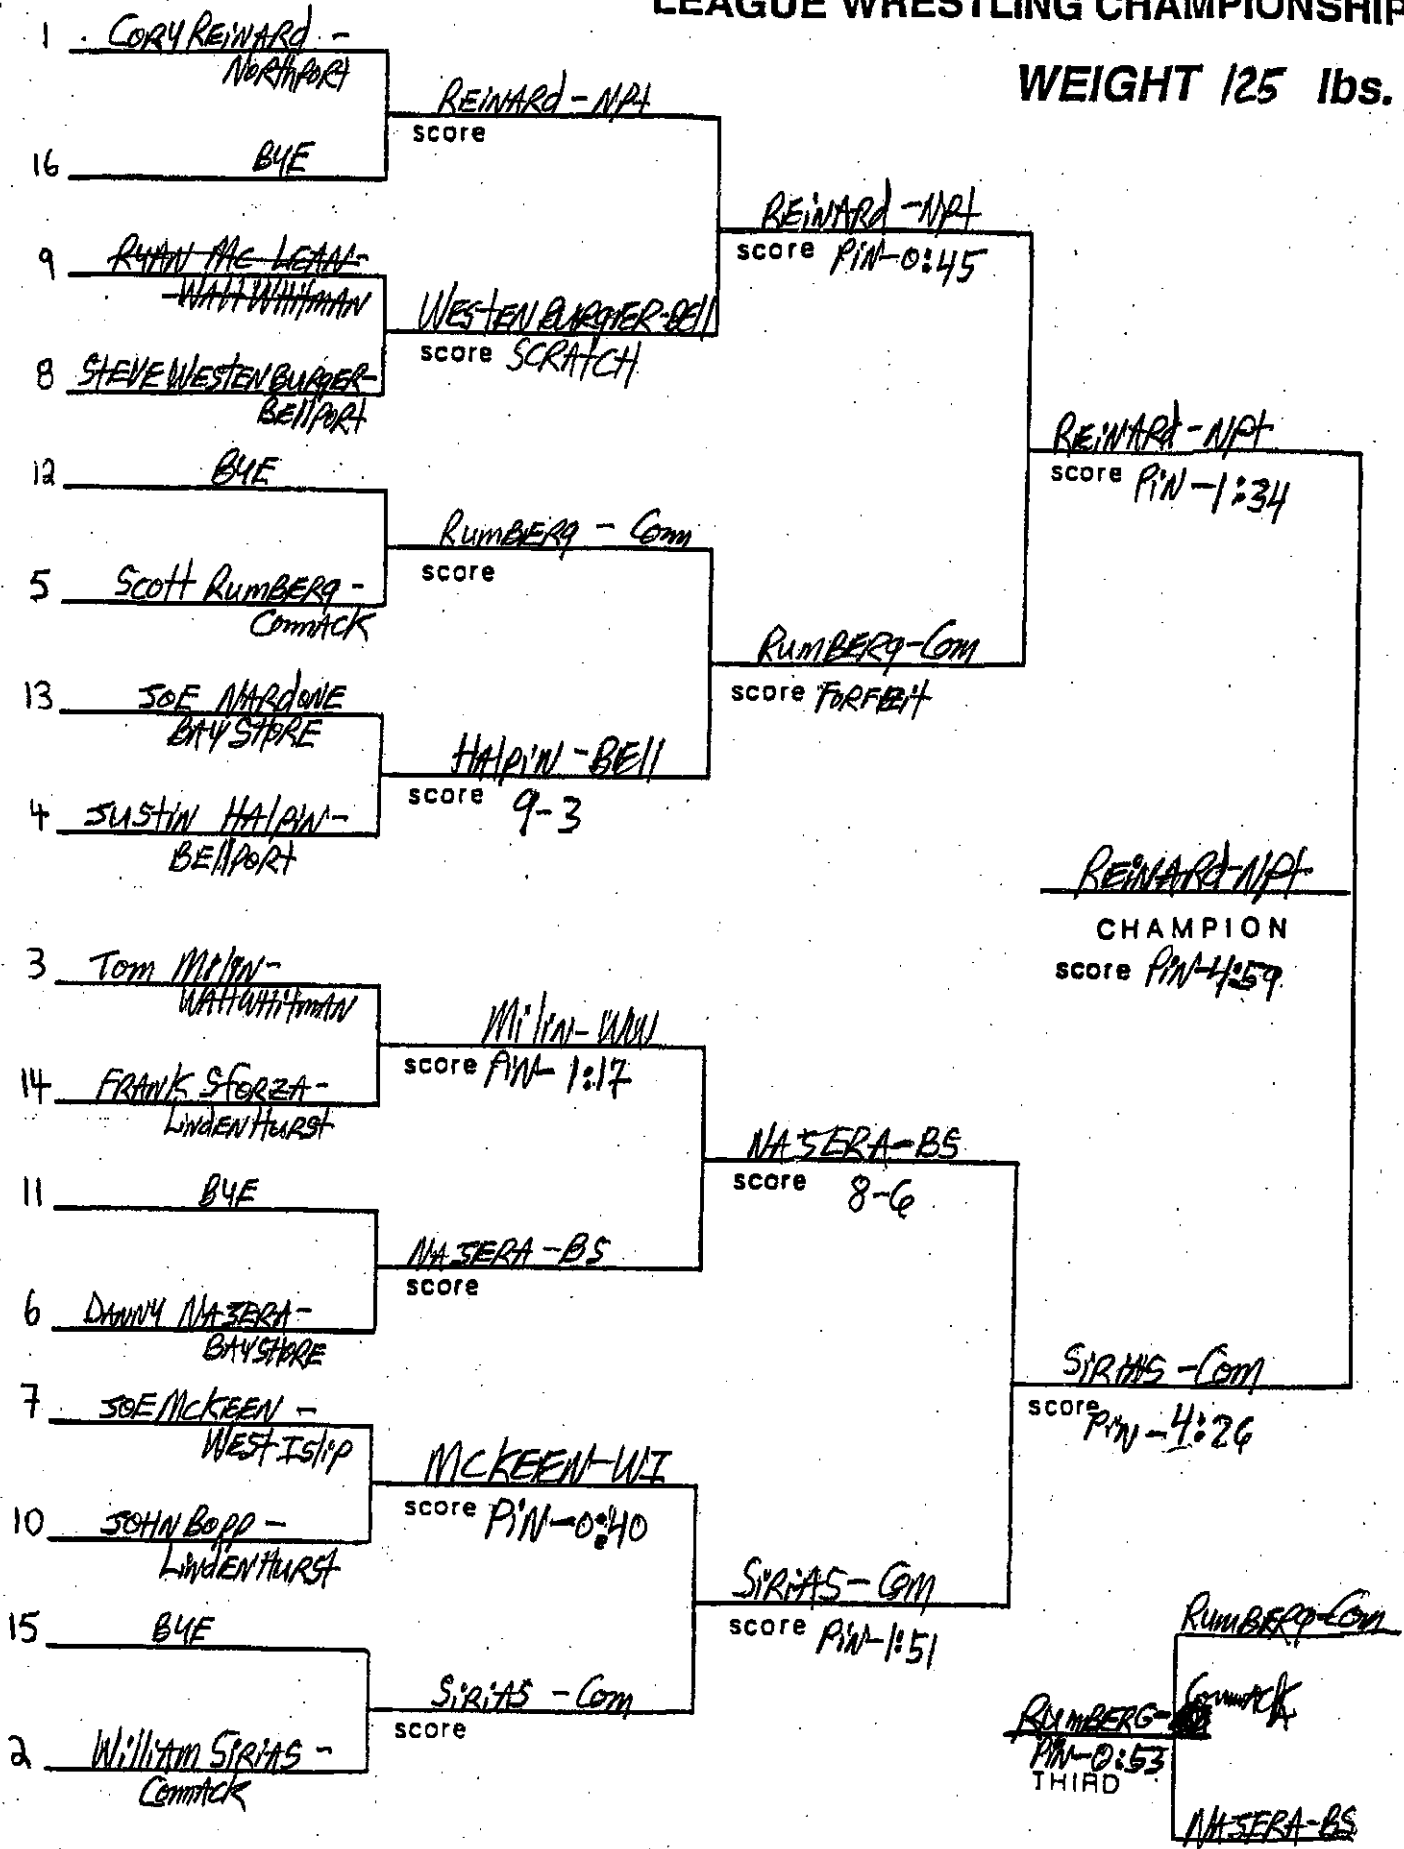 LEAGUE WRESTLING CHAMPIONSHIP
WEIGHT 125 lbs.
1 CORY REINARD -
NORTHPORT
REINARD - NPt
score
16 BYE
REINARD - NPt
score PIN - 0:45
9 RYAN MC LEAN -
- WALT WHITMAN
WESTENBURGER - BELL
score SCRATCH
8 STEVE WESTENBURGER -
BELLPORT
REINARD - NPt
score PIN - 1:34
12 BYE
RUMBERG - Com
score
5 SCOTT RUMBERG -
COMMACK
RUMBERG - Com
score FORFEIT
13 JOE NARDONE
BAYSHORE
HALPIN - BELL
score 9-3
4 JUSTIN HALPIN -
BELLPORT
REINARD - NPt
CHAMPION
score PIN - 4:59
3 TOM MILIN -
WALT WHITMAN
MILIN - WW
score PIN - 1:17
14 FRANK SFORZA -
LINDENHURST
NAJERA - BS
score 8-6
11 BYE
NAJERA - BS
score
6 DANNY NAJERA -
BAYSHORE
SIRIAS - Com
score PIN - 4:26
7 JOE MCKEEN -
WEST ISLIP
MCKEEN - WI
score PIN - 0:40
10 JOHN BOPP -
LINDENHURST
SIRIAS - Com
score PIN - 1:51
15 BYE
SIRIAS - Com
score
2 WILLIAM SIRIAS -
COMMACK
RUMBERG - Com
RUMBERG - COMMACK
PIN - 0:53
THIRD
NAJERA - BS